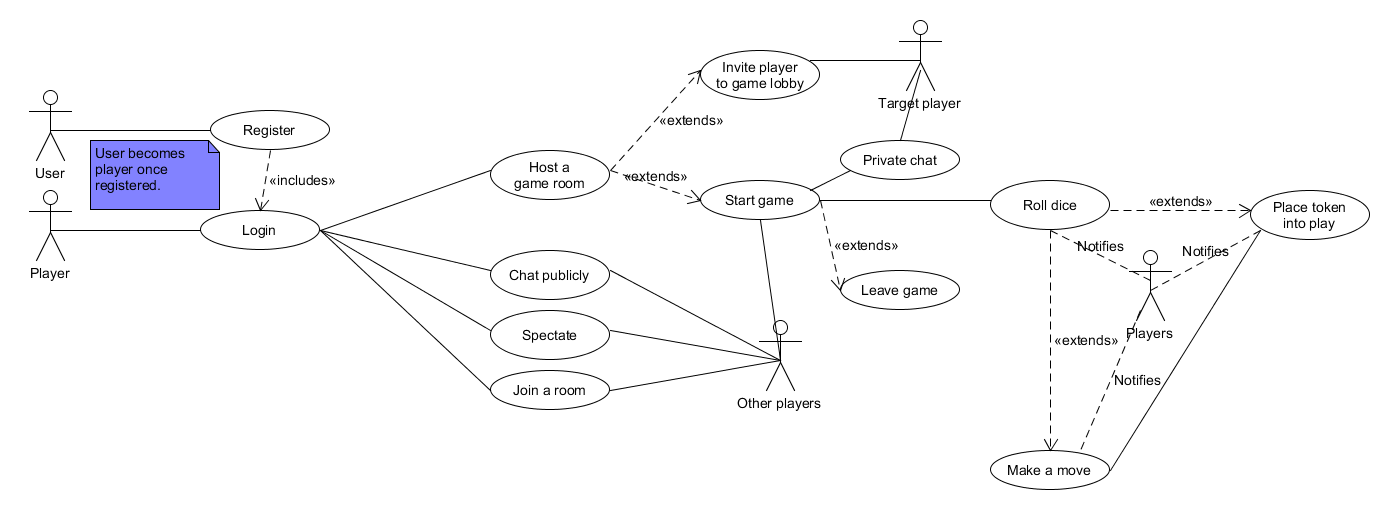 Invite player
to game lobby
Target player
«extends»
Register
User becomes
player once
registered.
User
«includes»
Host a
game room
«extends»
Private chat
Start game
Roll dice
«extends»
Place token
into play
Login
Player
Chat publicly
«extends»
Leave game
Notifies
Notifies
Spectate
Players
«extends»
Join a room
Other players
Notifies
Make a move